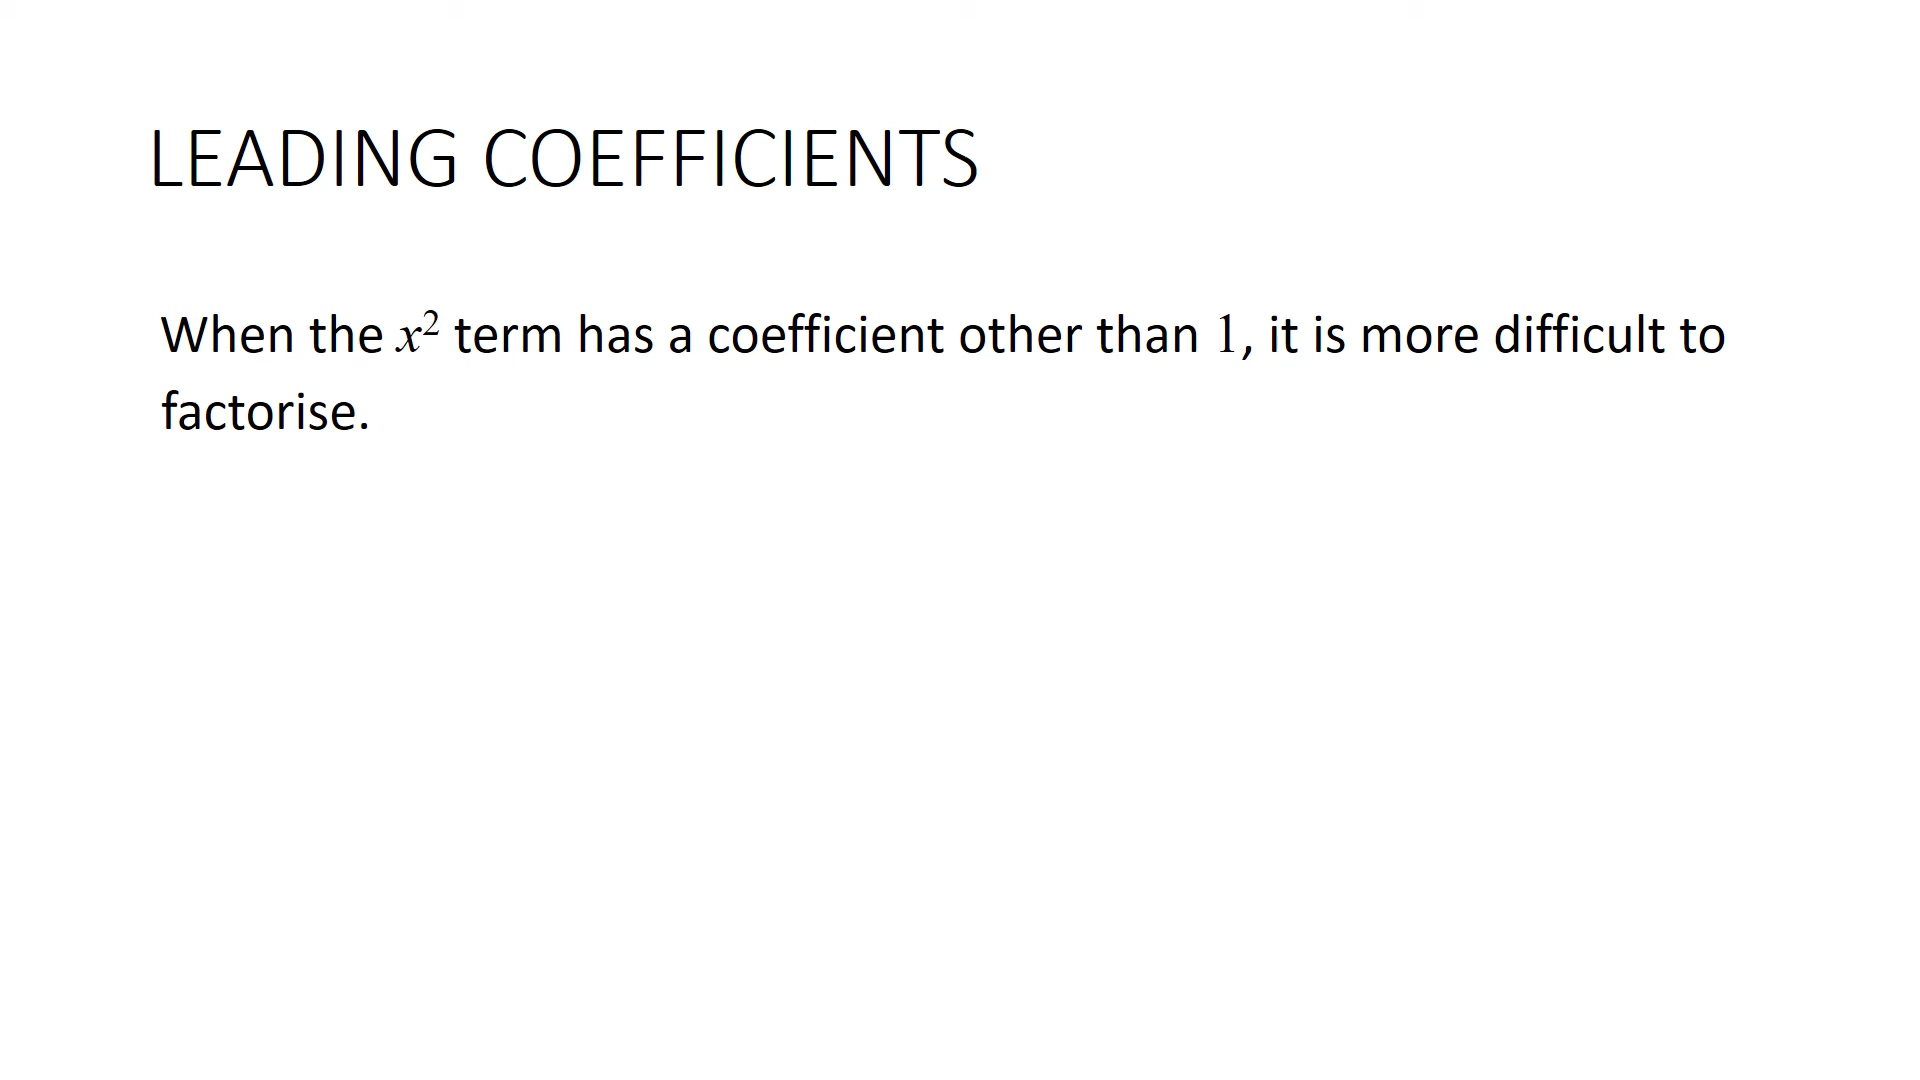 LEADING COEFFICIENTS
When the x² term has a coefficient other than 1, it is more difficult to
factorise.